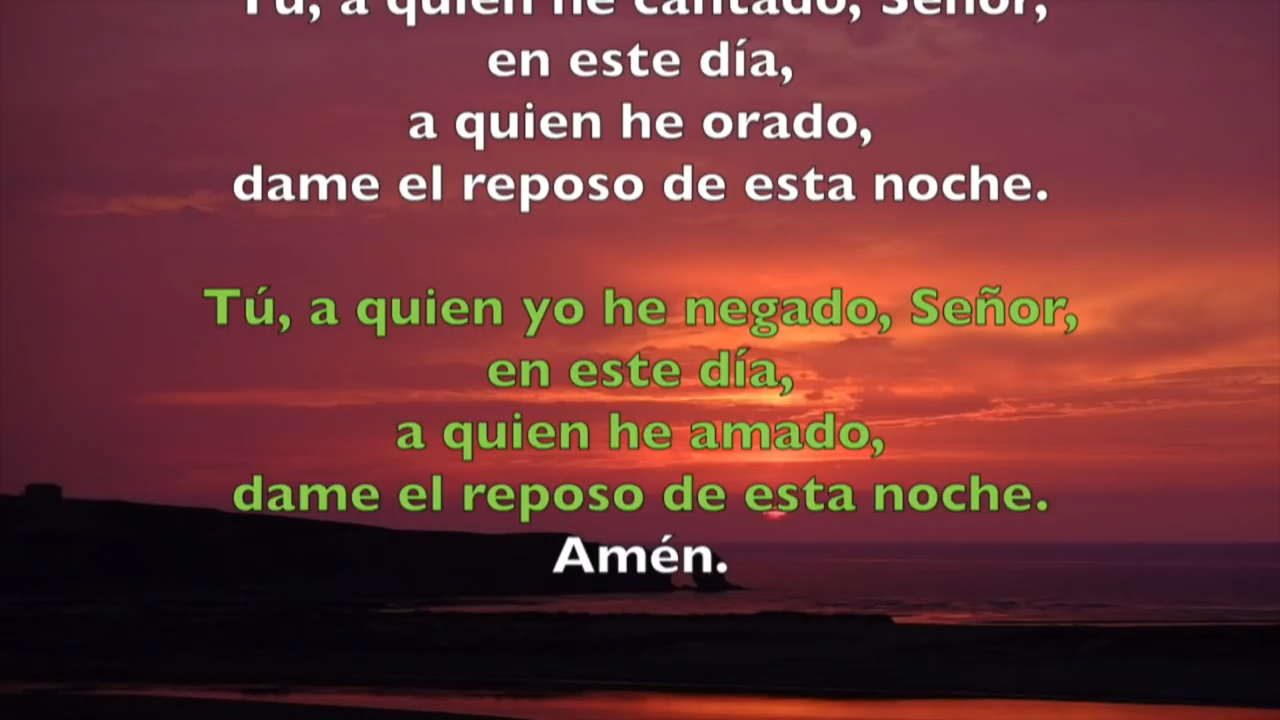 Tú, a quien he cantado, Señor,
en este día,
a quien he orado,
dame el reposo de esta noche.
Tú, a quien yo he negado, Señor,
en este día,
a quien he amado,
dame el reposo de esta noche.
Amén.